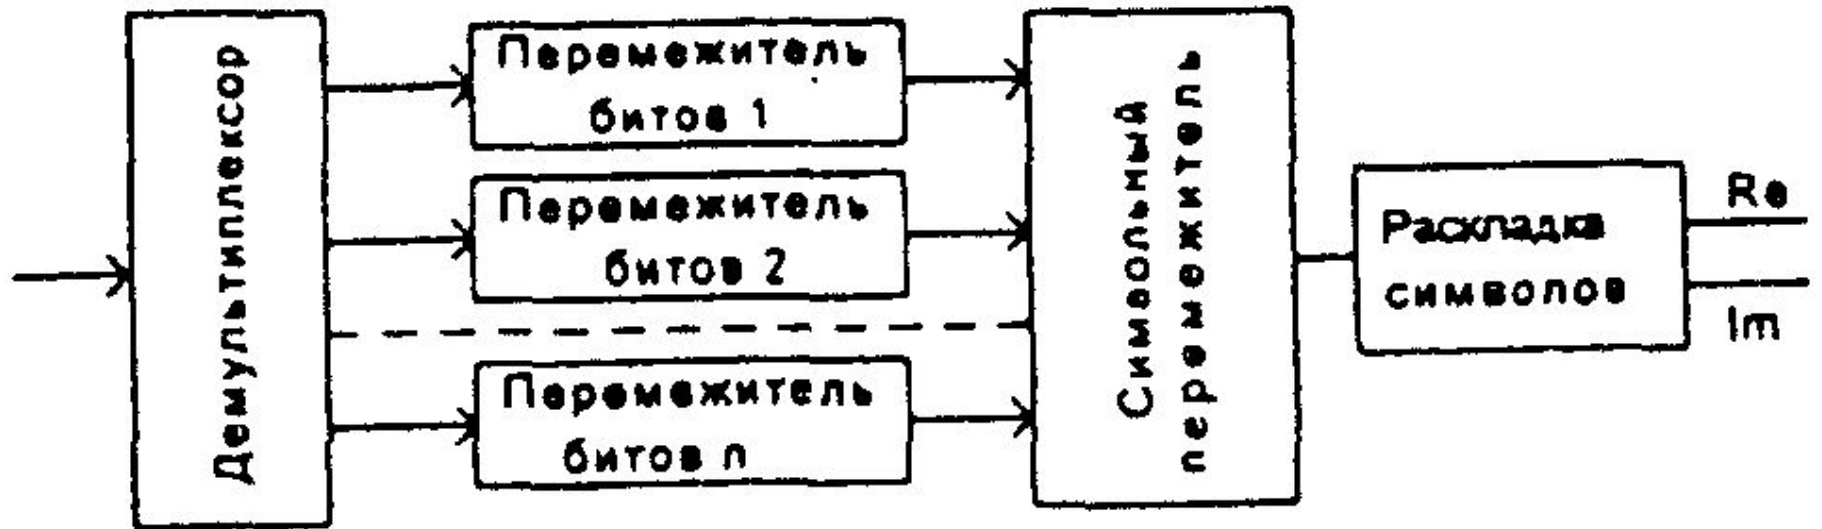 Демультиплексор
Перемежитель
битов 1
Перемежитель
битов 2
Перемежитель
битов n
Символьный
перемежитель
Раскладка
символов
Re
Im